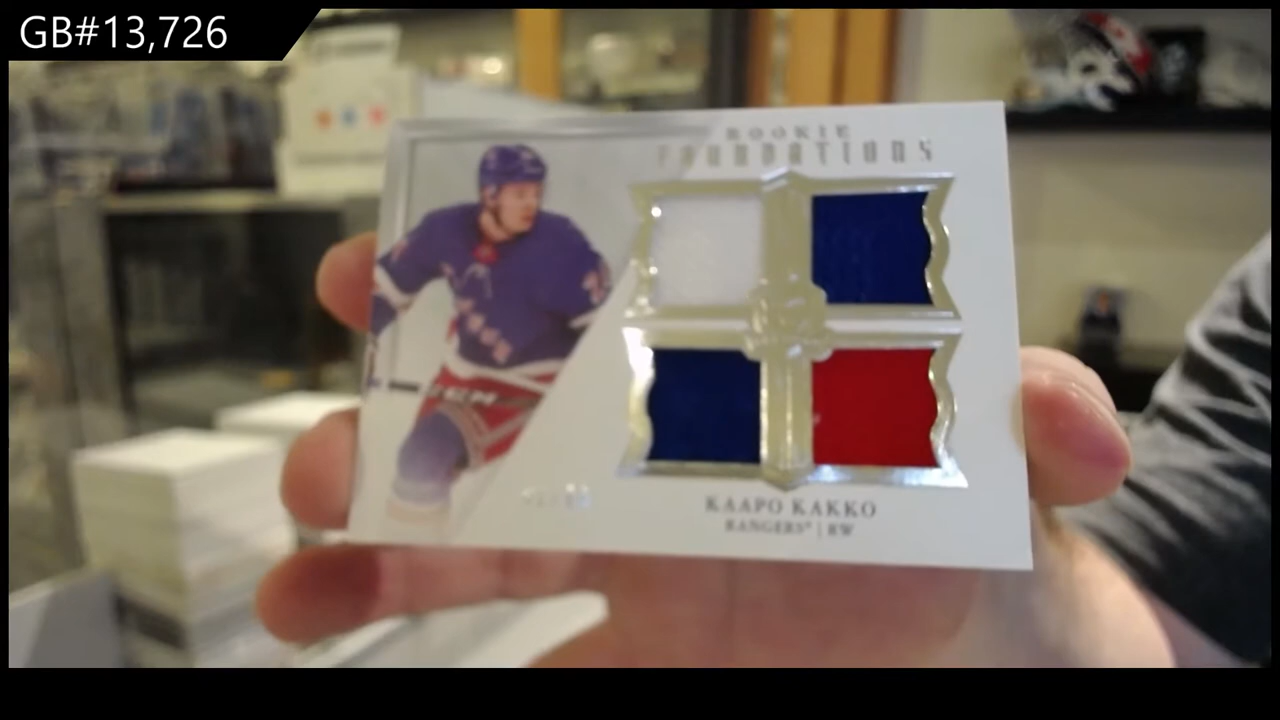 GB#13,726
ROOKIE
FOUNDATIONS
KAAPO KAKKO
RANGERS® | RW